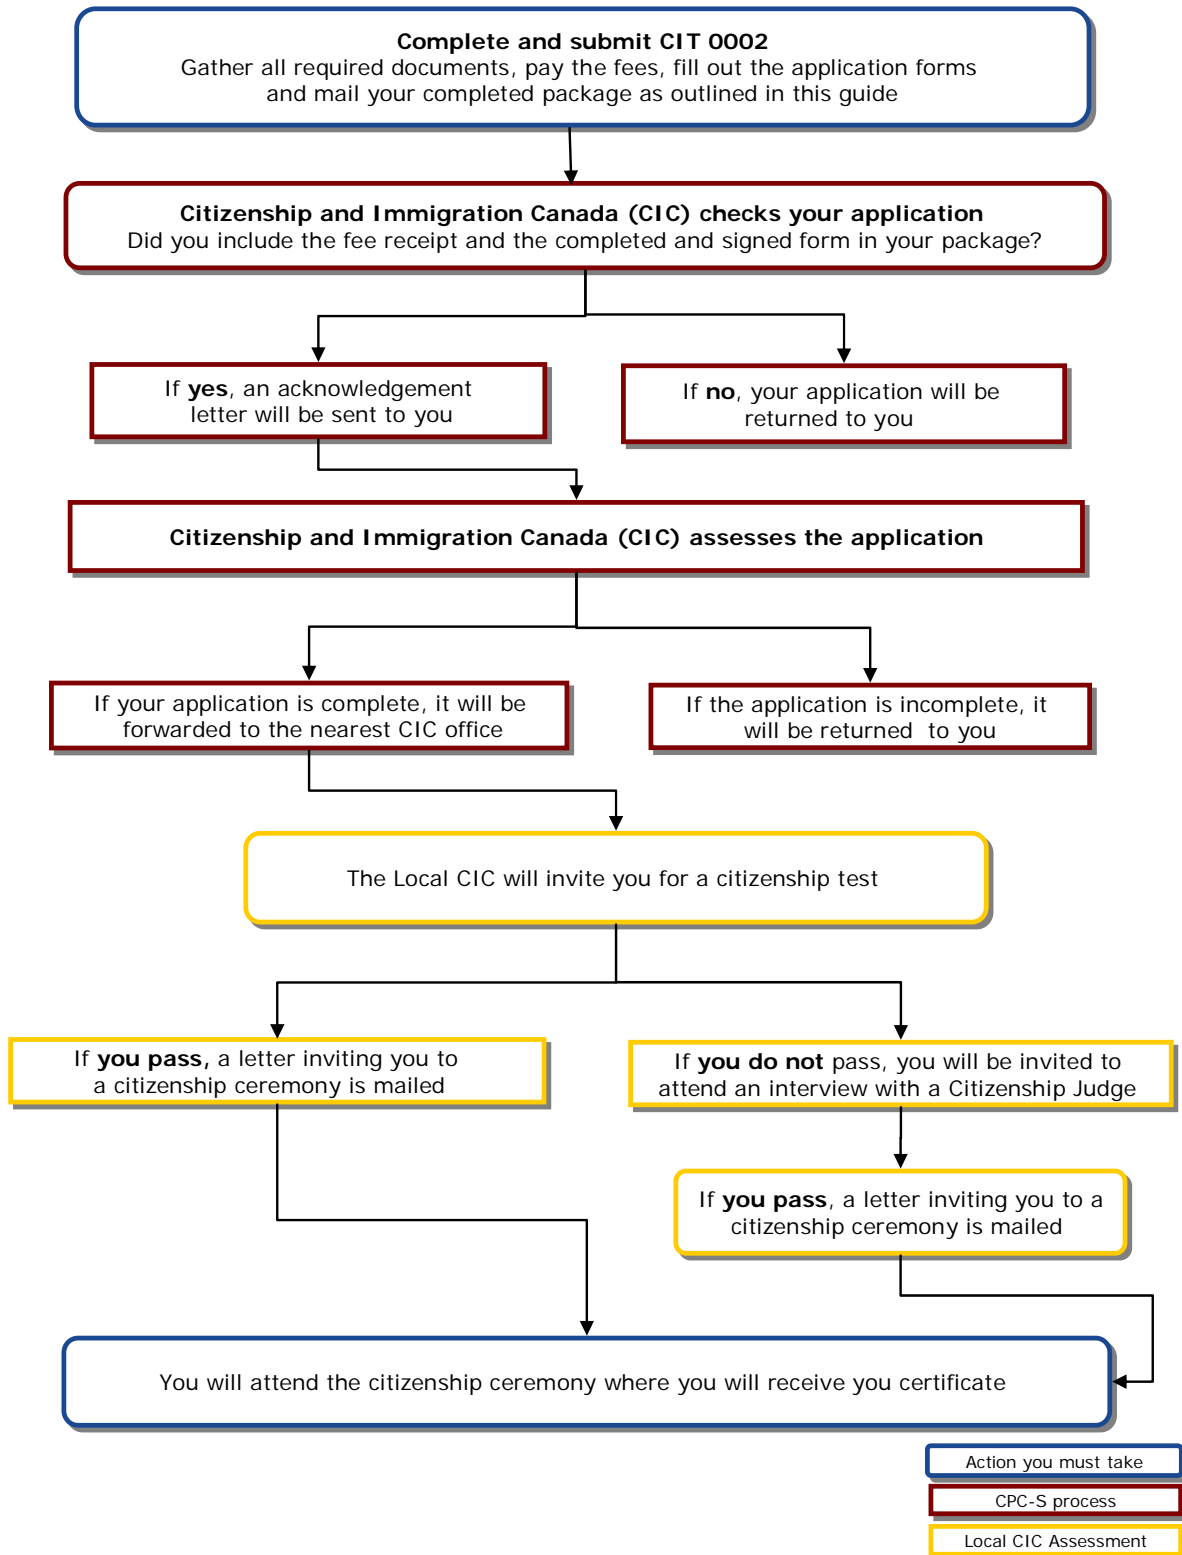 Complete and submit CIT 0002
Gather all required documents, pay the fees, fill out the application forms
and mail your completed package as outlined in this guide
Citizenship and Immigration Canada (CIC) checks your application
Did you include the fee receipt and the completed and signed form in your package?
If yes, an acknowledgement
letter will be sent to you
If no, your application will be
returned to you
Citizenship and Immigration Canada (CIC) assesses the application
If your application is complete, it will be
forwarded to the nearest CIC office
If the application is incomplete, it
will be returned to you
The Local CIC will invite you for a citizenship test
If you pass, a letter inviting you to
a citizenship ceremony is mailed
If you do not pass, you will be invited to
attend an interview with a Citizenship Judge
If you pass, a letter inviting you to a
citizenship ceremony is mailed
You will attend the citizenship ceremony where you will receive you certificate
Action you must take
CPC-S process
Local CIC Assessment